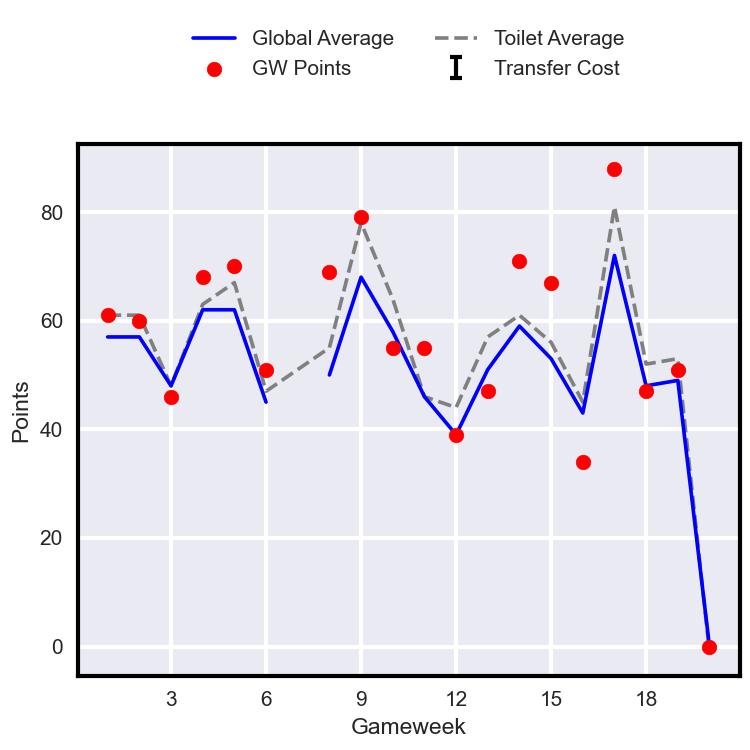 Global Average
Toilet Average
GW Points
Transfer Cost
80
60
40
20
0
Points
3 6 9 12 15 18
Gameweek